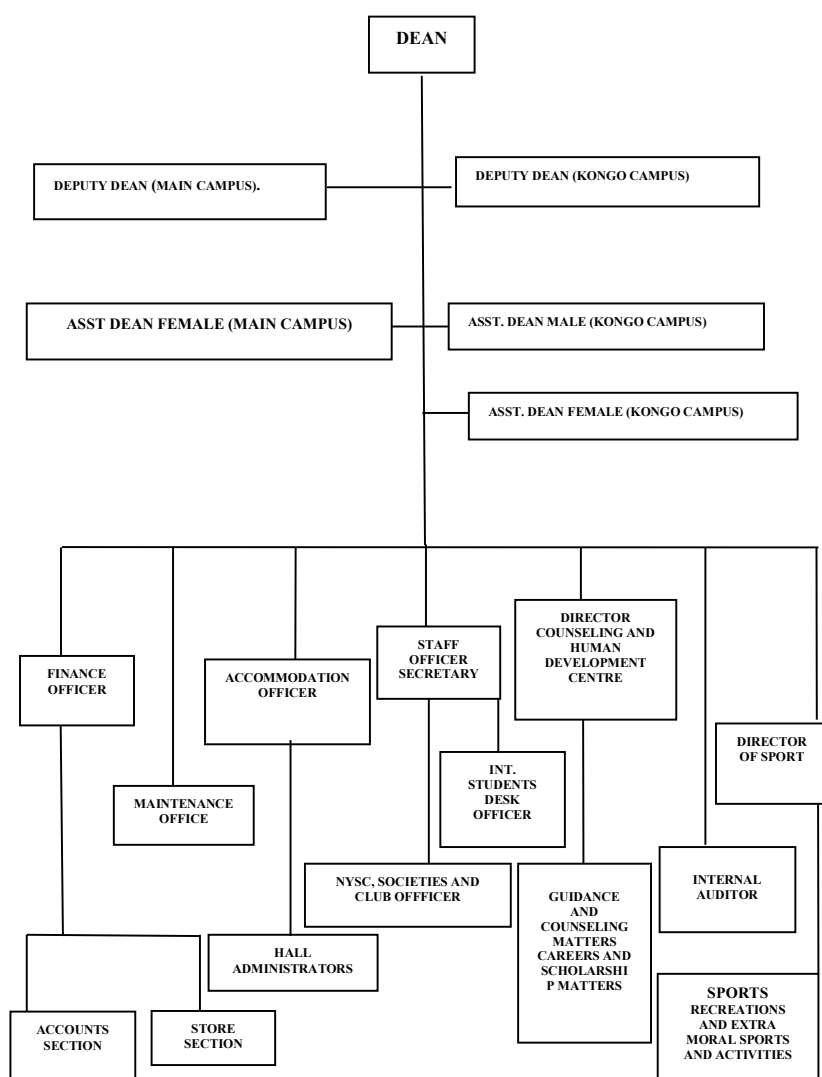 DEAN
DEPUTY DEAN (MAIN CAMPUS).
DEPUTY DEAN (KONGO CAMPUS)
ASST DEAN FEMALE (MAIN CAMPUS)
ASST. DEAN MALE (KONGO CAMPUS)
ASST. DEAN FEMALE (KONGO CAMPUS)
FINANCE
OFFICER
MAINTENANCE
OFFICE
ACCOMMODATION
OFFICER
STAFF
OFFICER
SECRETARY
DIRECTOR
COUNSELING AND
HUMAN
DEVELOPMENT
CENTRE
DIRECTOR
OF SPORT
INT.
STUDENTS
DESK
OFFICER
NYSC, SOCIETIES AND
CLUB OFFFICER
GUIDANCE
AND
COUNSELING
MATTERS
CAREERS AND
SCHOLARSHI
P MATTERS
INTERNAL
AUDITOR
HALL
ADMINISTRATORS
ACCOUNTS
SECTION
STORE
SECTION
SPORTS
RECREATIONS
AND EXTRA
MORAL SPORTS
AND ACTIVITIES